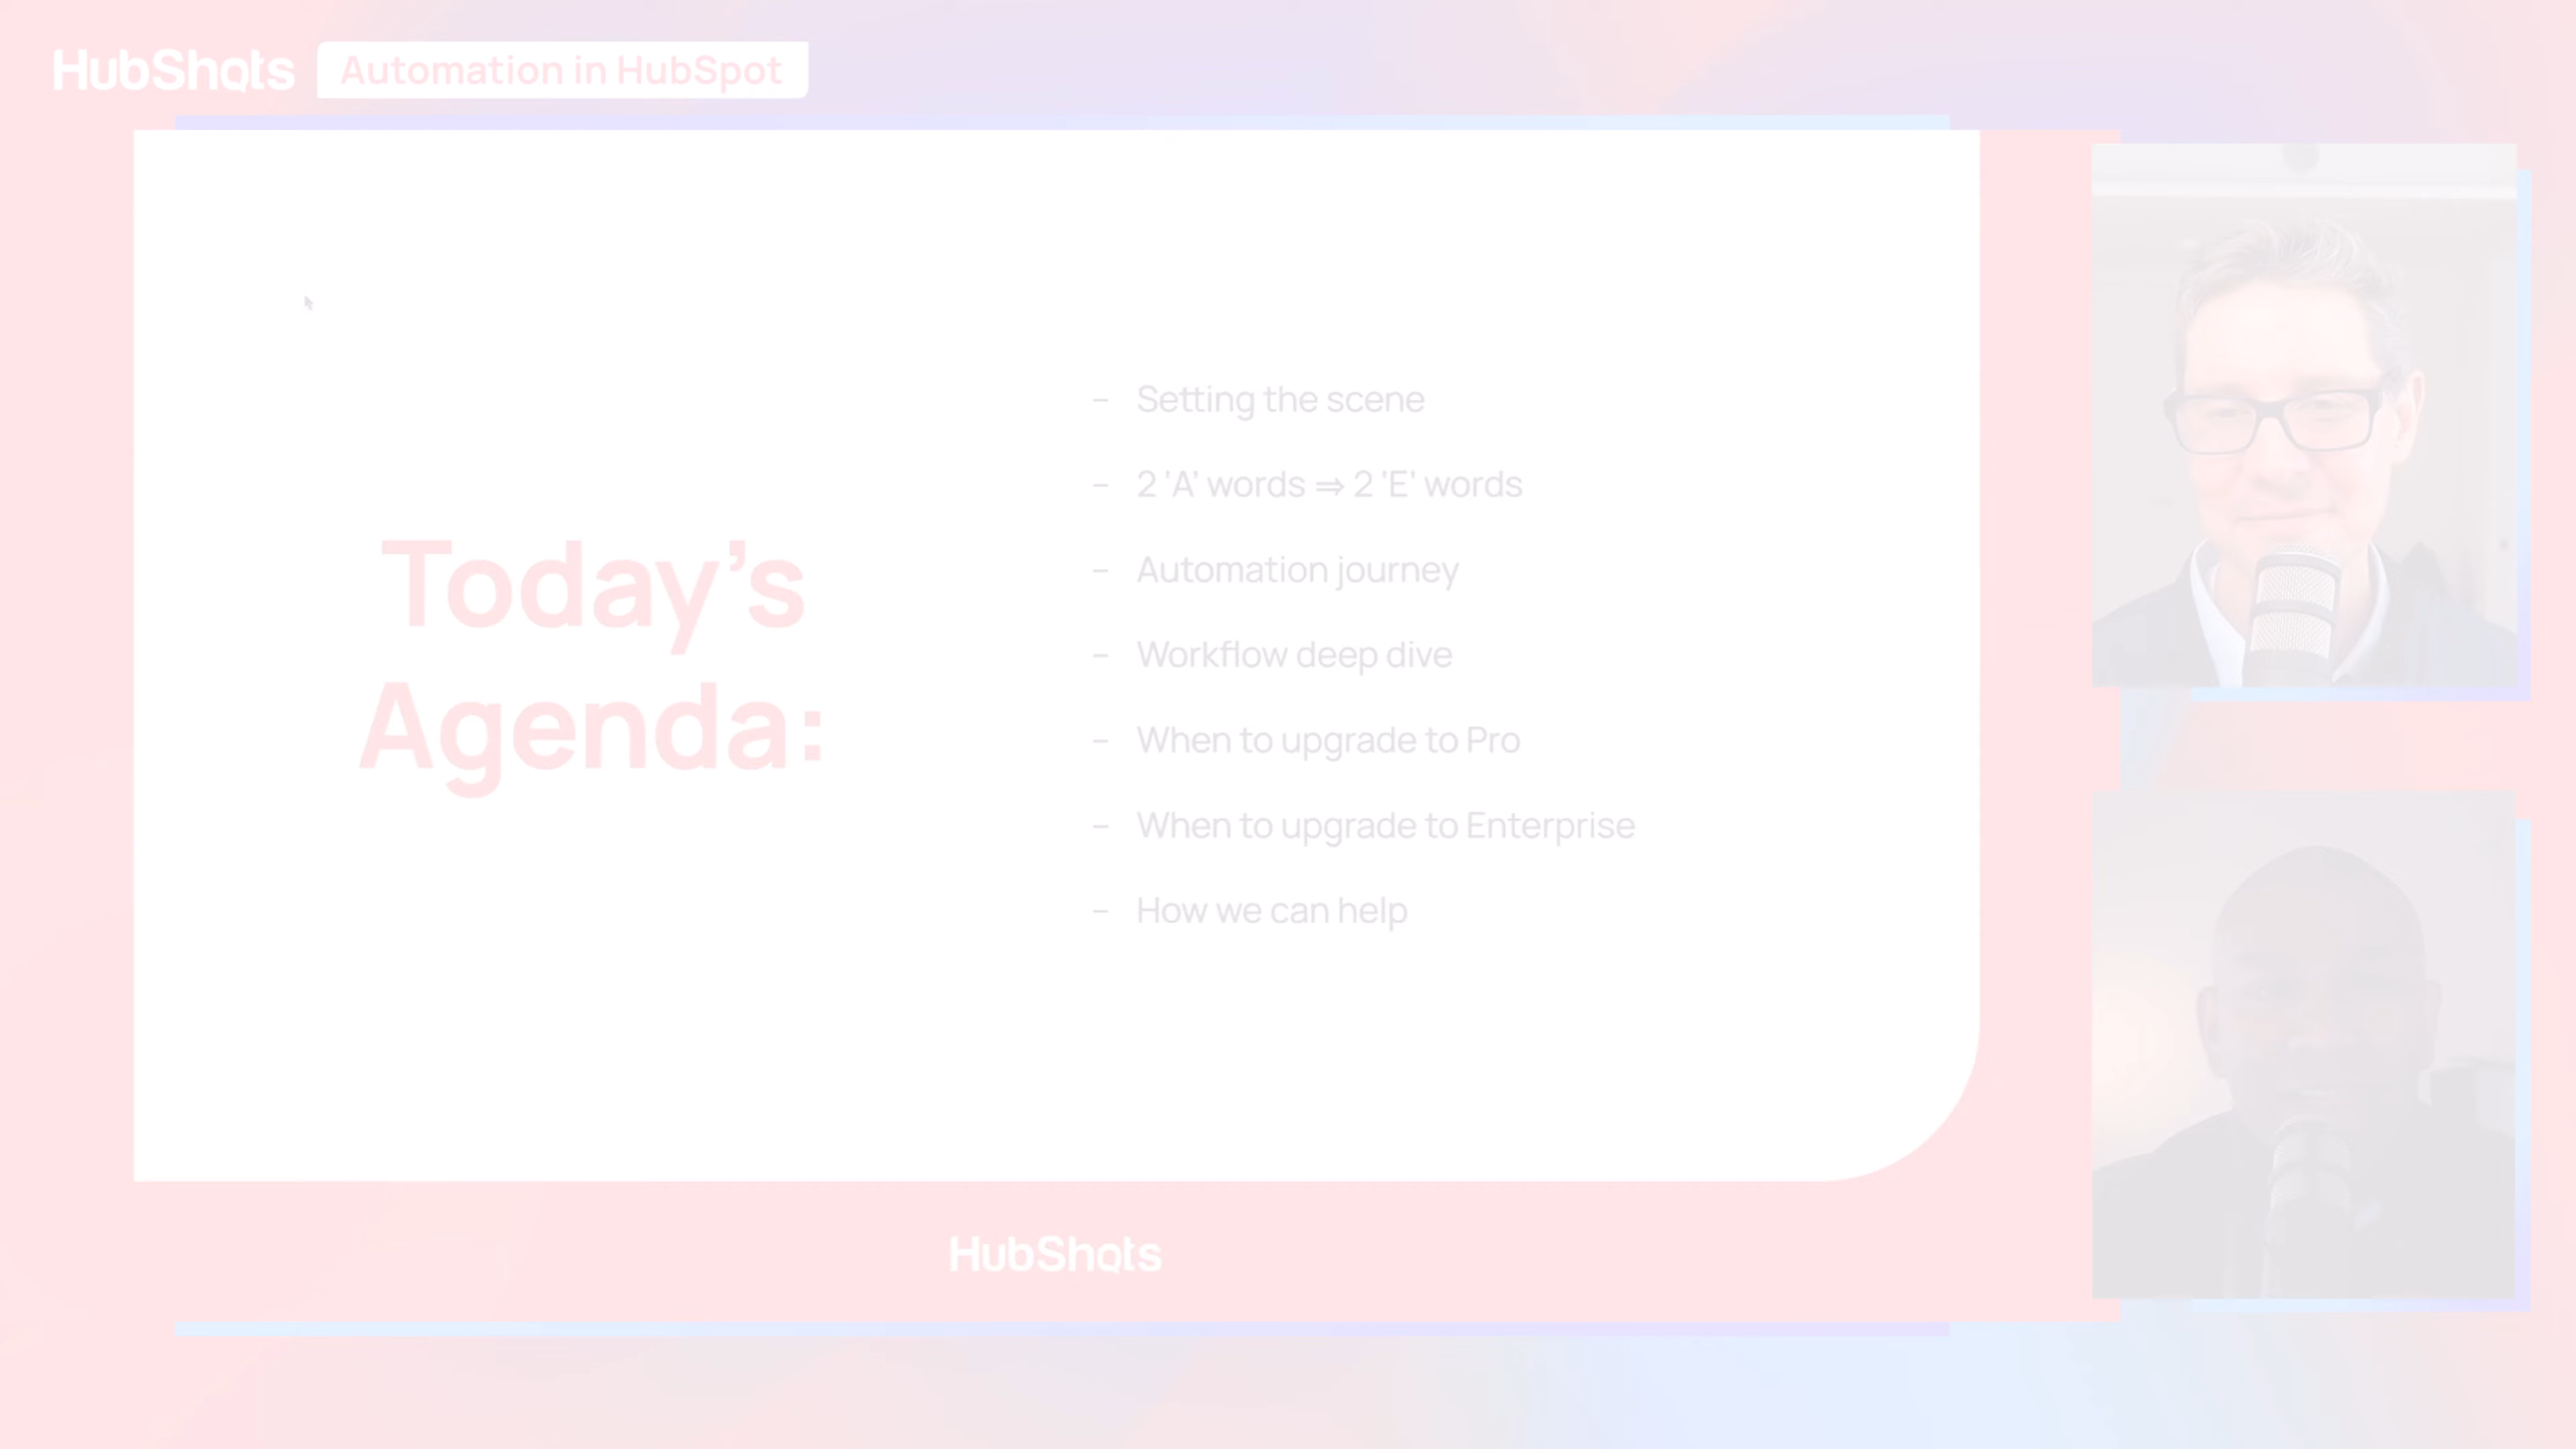 HubShots
Automation in HubSpot
Today's
Agenda:
– Setting the scene
– 2 'A' words ⇒ 2 'E' words
– Automation journey
– Workflow deep dive
– When to upgrade to Pro
– When to upgrade to Enterprise
– How we can help
HubShots